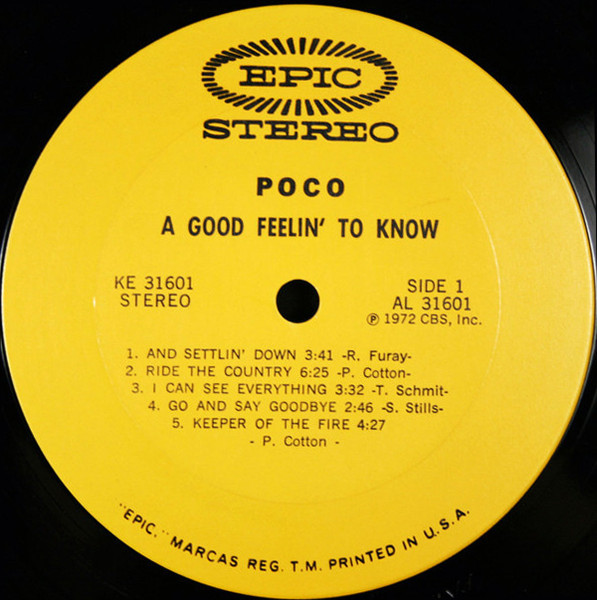 EPIC
STEREO
POCO
A GOOD FEELIN' TO KNOW
KE 31601
STEREO
SIDE 1
AL 31601
Ⓟ 1972 CBS, Inc.
1. AND SETTLIN' DOWN 3:41 -R. Furay-
2. RIDE THE COUNTRY 6:25 -P. Cotton-
3. I CAN SEE EVERYTHING 3:32 -T. Schmit-
4. GO AND SAY GOODBYE 2:46 -S. Stills-
5. KEEPER OF THE FIRE 4:27
- P. Cotton -
"EPIC," MARCAS REG. T.M. PRINTED IN U.S.A.